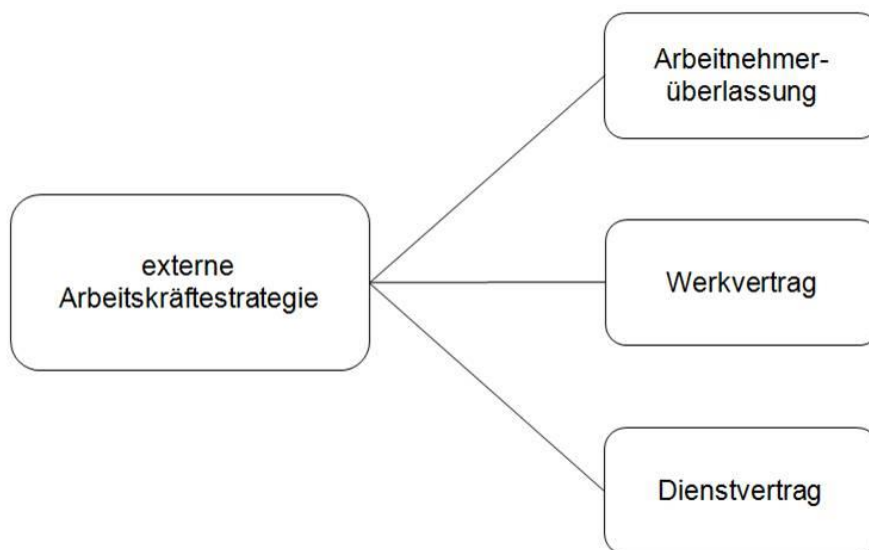 Arbeitnehmer-
überlassung
externe
Arbeitskräftestrategie
Werkvertrag
Dienstvertrag